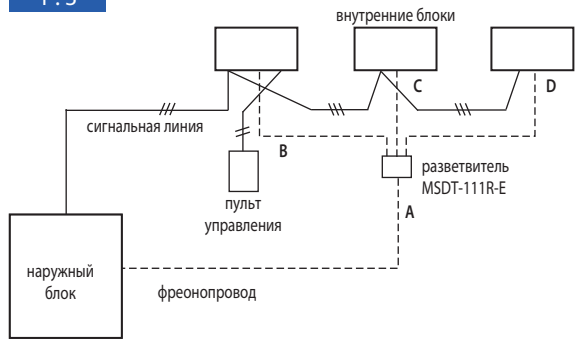 внутренние блоки
C
D
сигнальная линия
B
разветвитель
MSDT-111R-E
пульт
управления
A
наружный
блок
фреонопровод